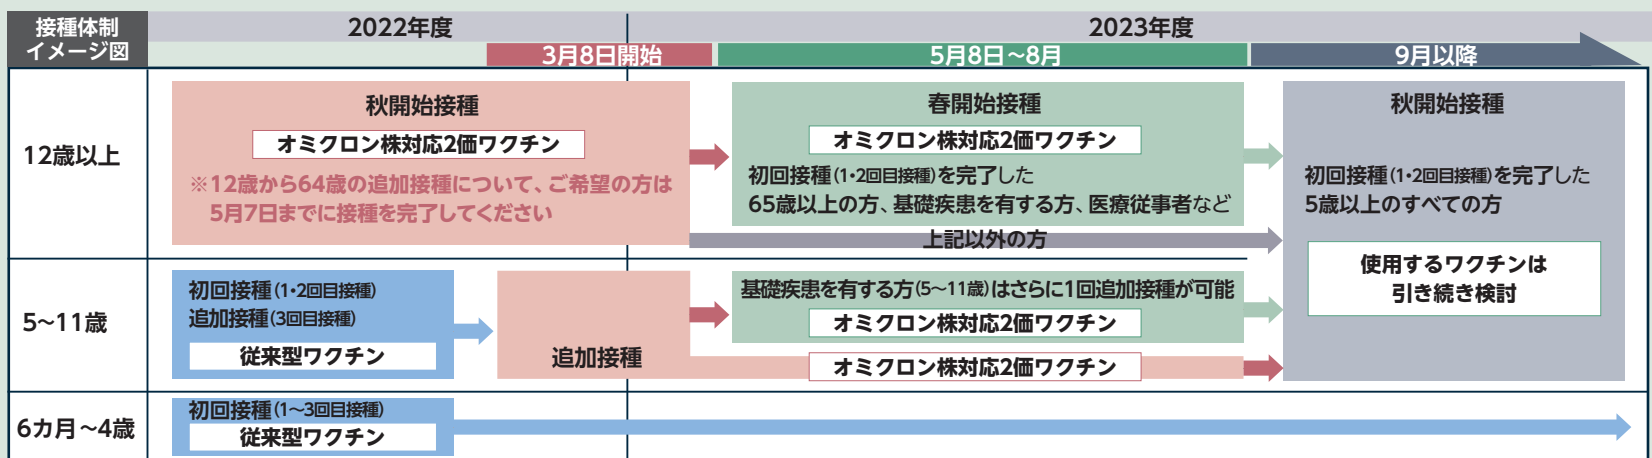 接種体制
イメージ図
2022年度
2023年度
3月8日開始
5月8日～8月
9月以降
12歳以上
秋開始接種
オミクロン株対応2価ワクチン
※12歳から64歳の追加接種について、ご希望の方は
5月7日までに接種を完了してください
春開始接種
オミクロン株対応2価ワクチン
初回接種(1・2回目接種)を完了した
65歳以上の方、基礎疾患を有する方、医療従事者など
上記以外の方
秋開始接種
初回接種(1・2回目接種)を完了した
5歳以上のすべての方
使用するワクチンは
引き続き検討
5~11歳
初回接種(1・2回目接種)
追加接種(3回目接種)
従来型ワクチン
追加接種
基礎疾患を有する方(5～11歳)はさらに1回追加接種が可能
オミクロン株対応2価ワクチン
オミクロン株対応2価ワクチン
6カ月～4歳
初回接種(1～3回目接種)
従来型ワクチン